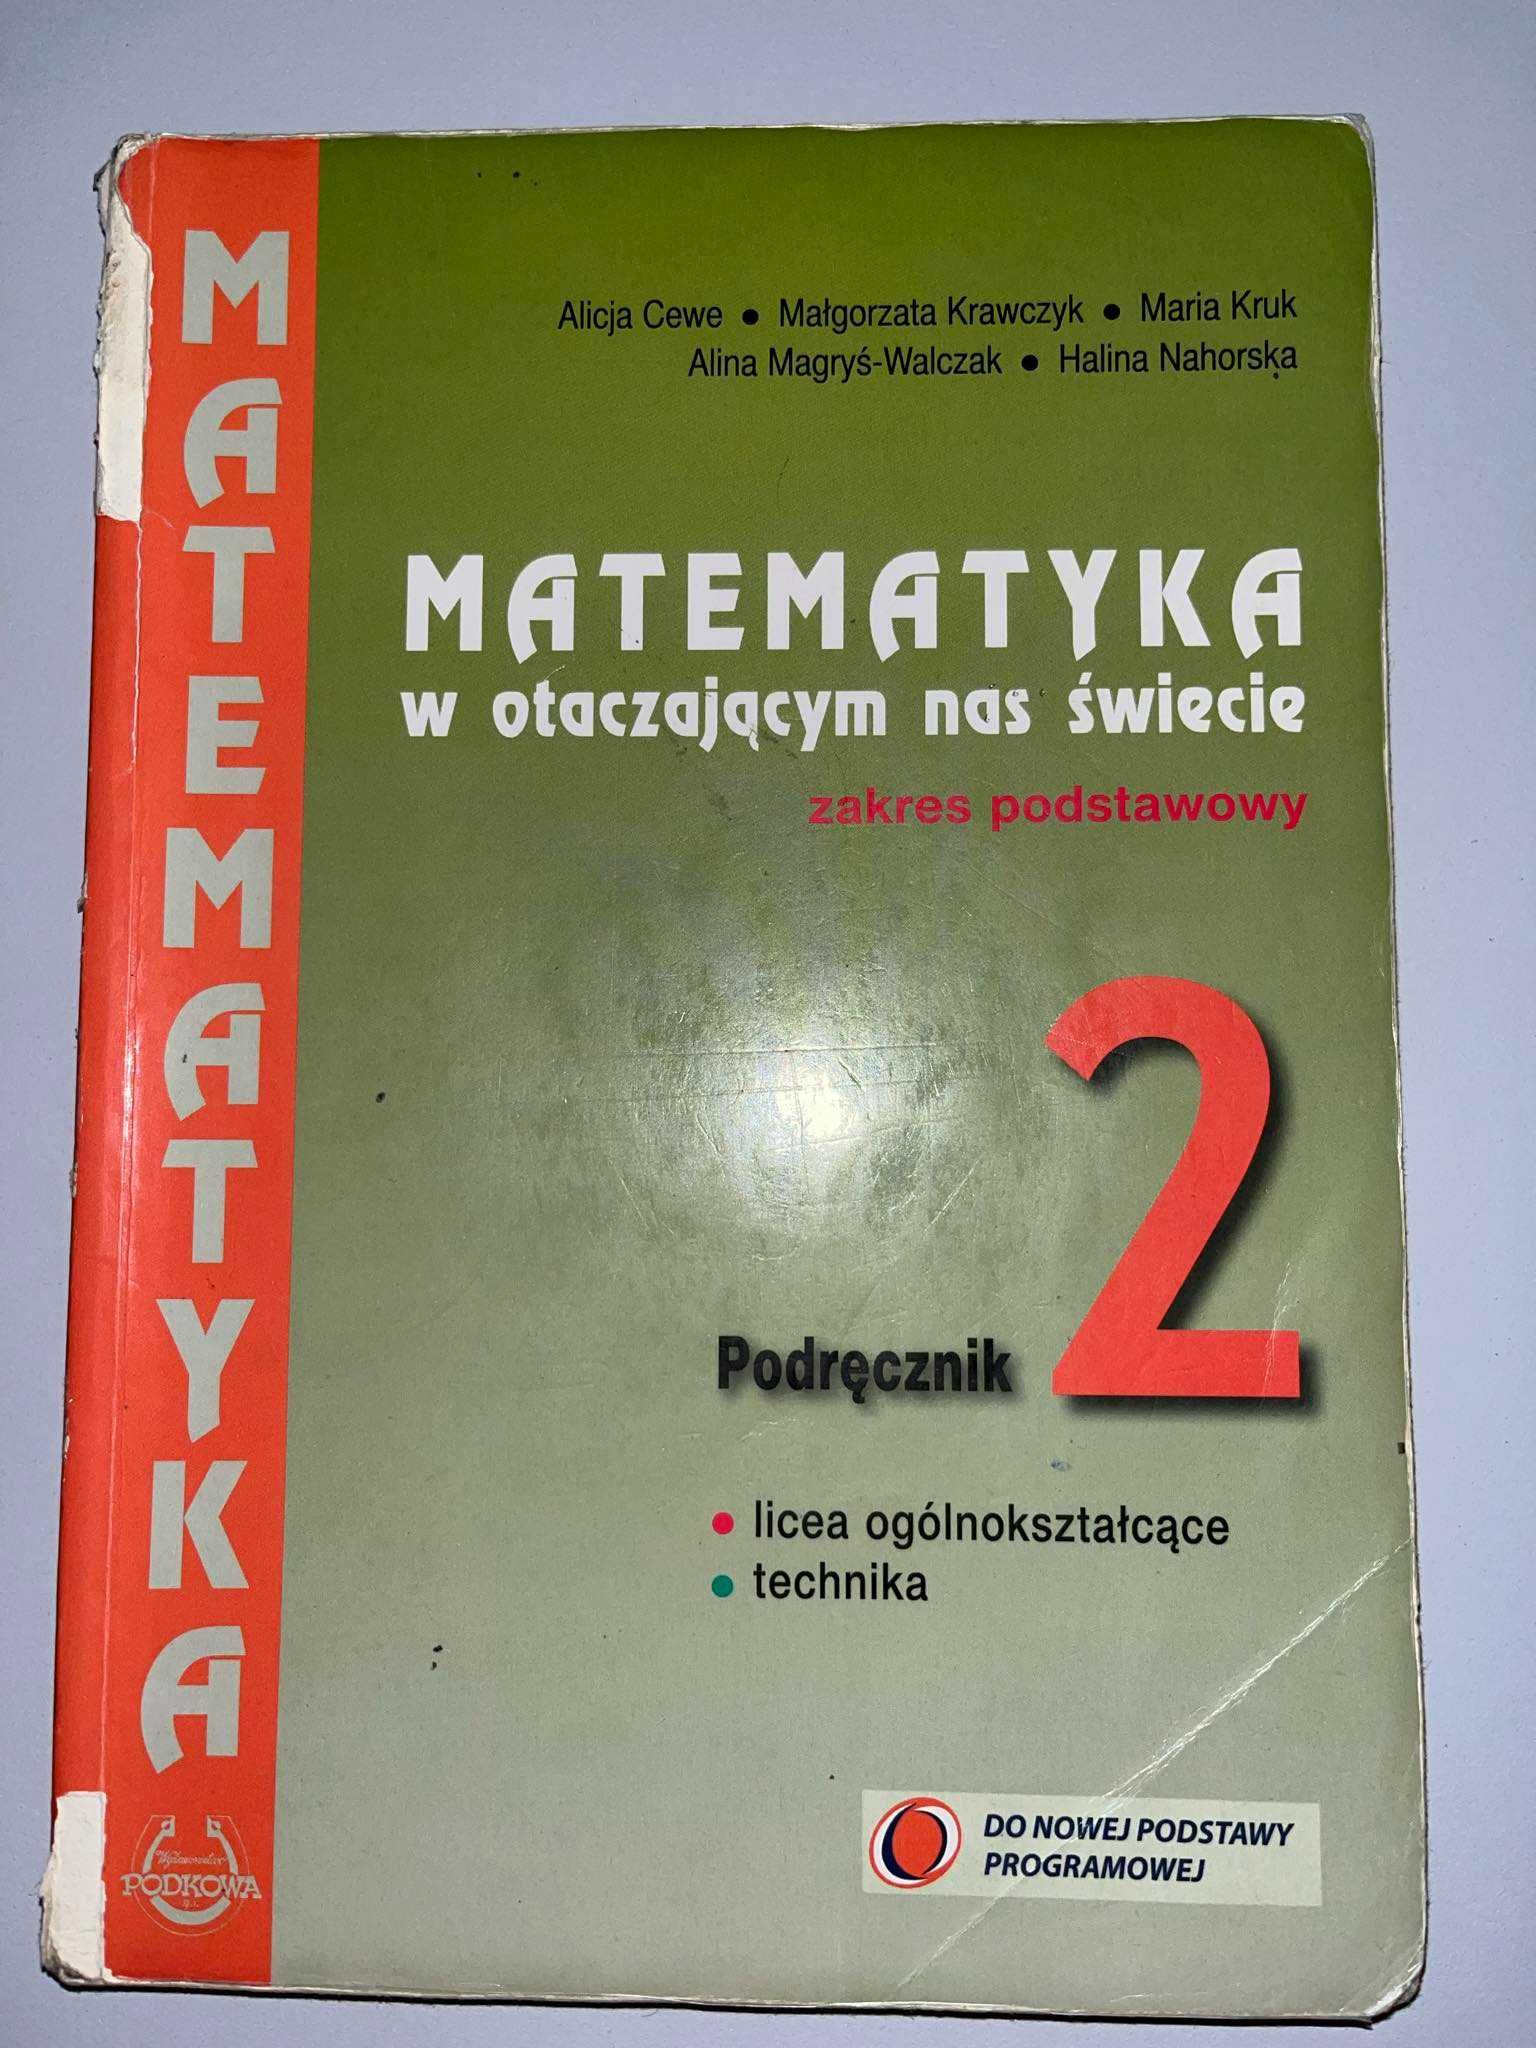 MATEMATYKA
Alicja Cewe • Małgorzata Krawczyk • Maria Kruk
Alina Magryś-Walczak • Halina Nahorska
MATEMATYKA
w otaczającym nas świecie
zakres podstawowy
Podręcznik 2
• licea ogólnokształcące
• technika
Wydawnictwo
PODKOWA
DO NOWEJ PODSTAWY
PROGRAMOWEJ